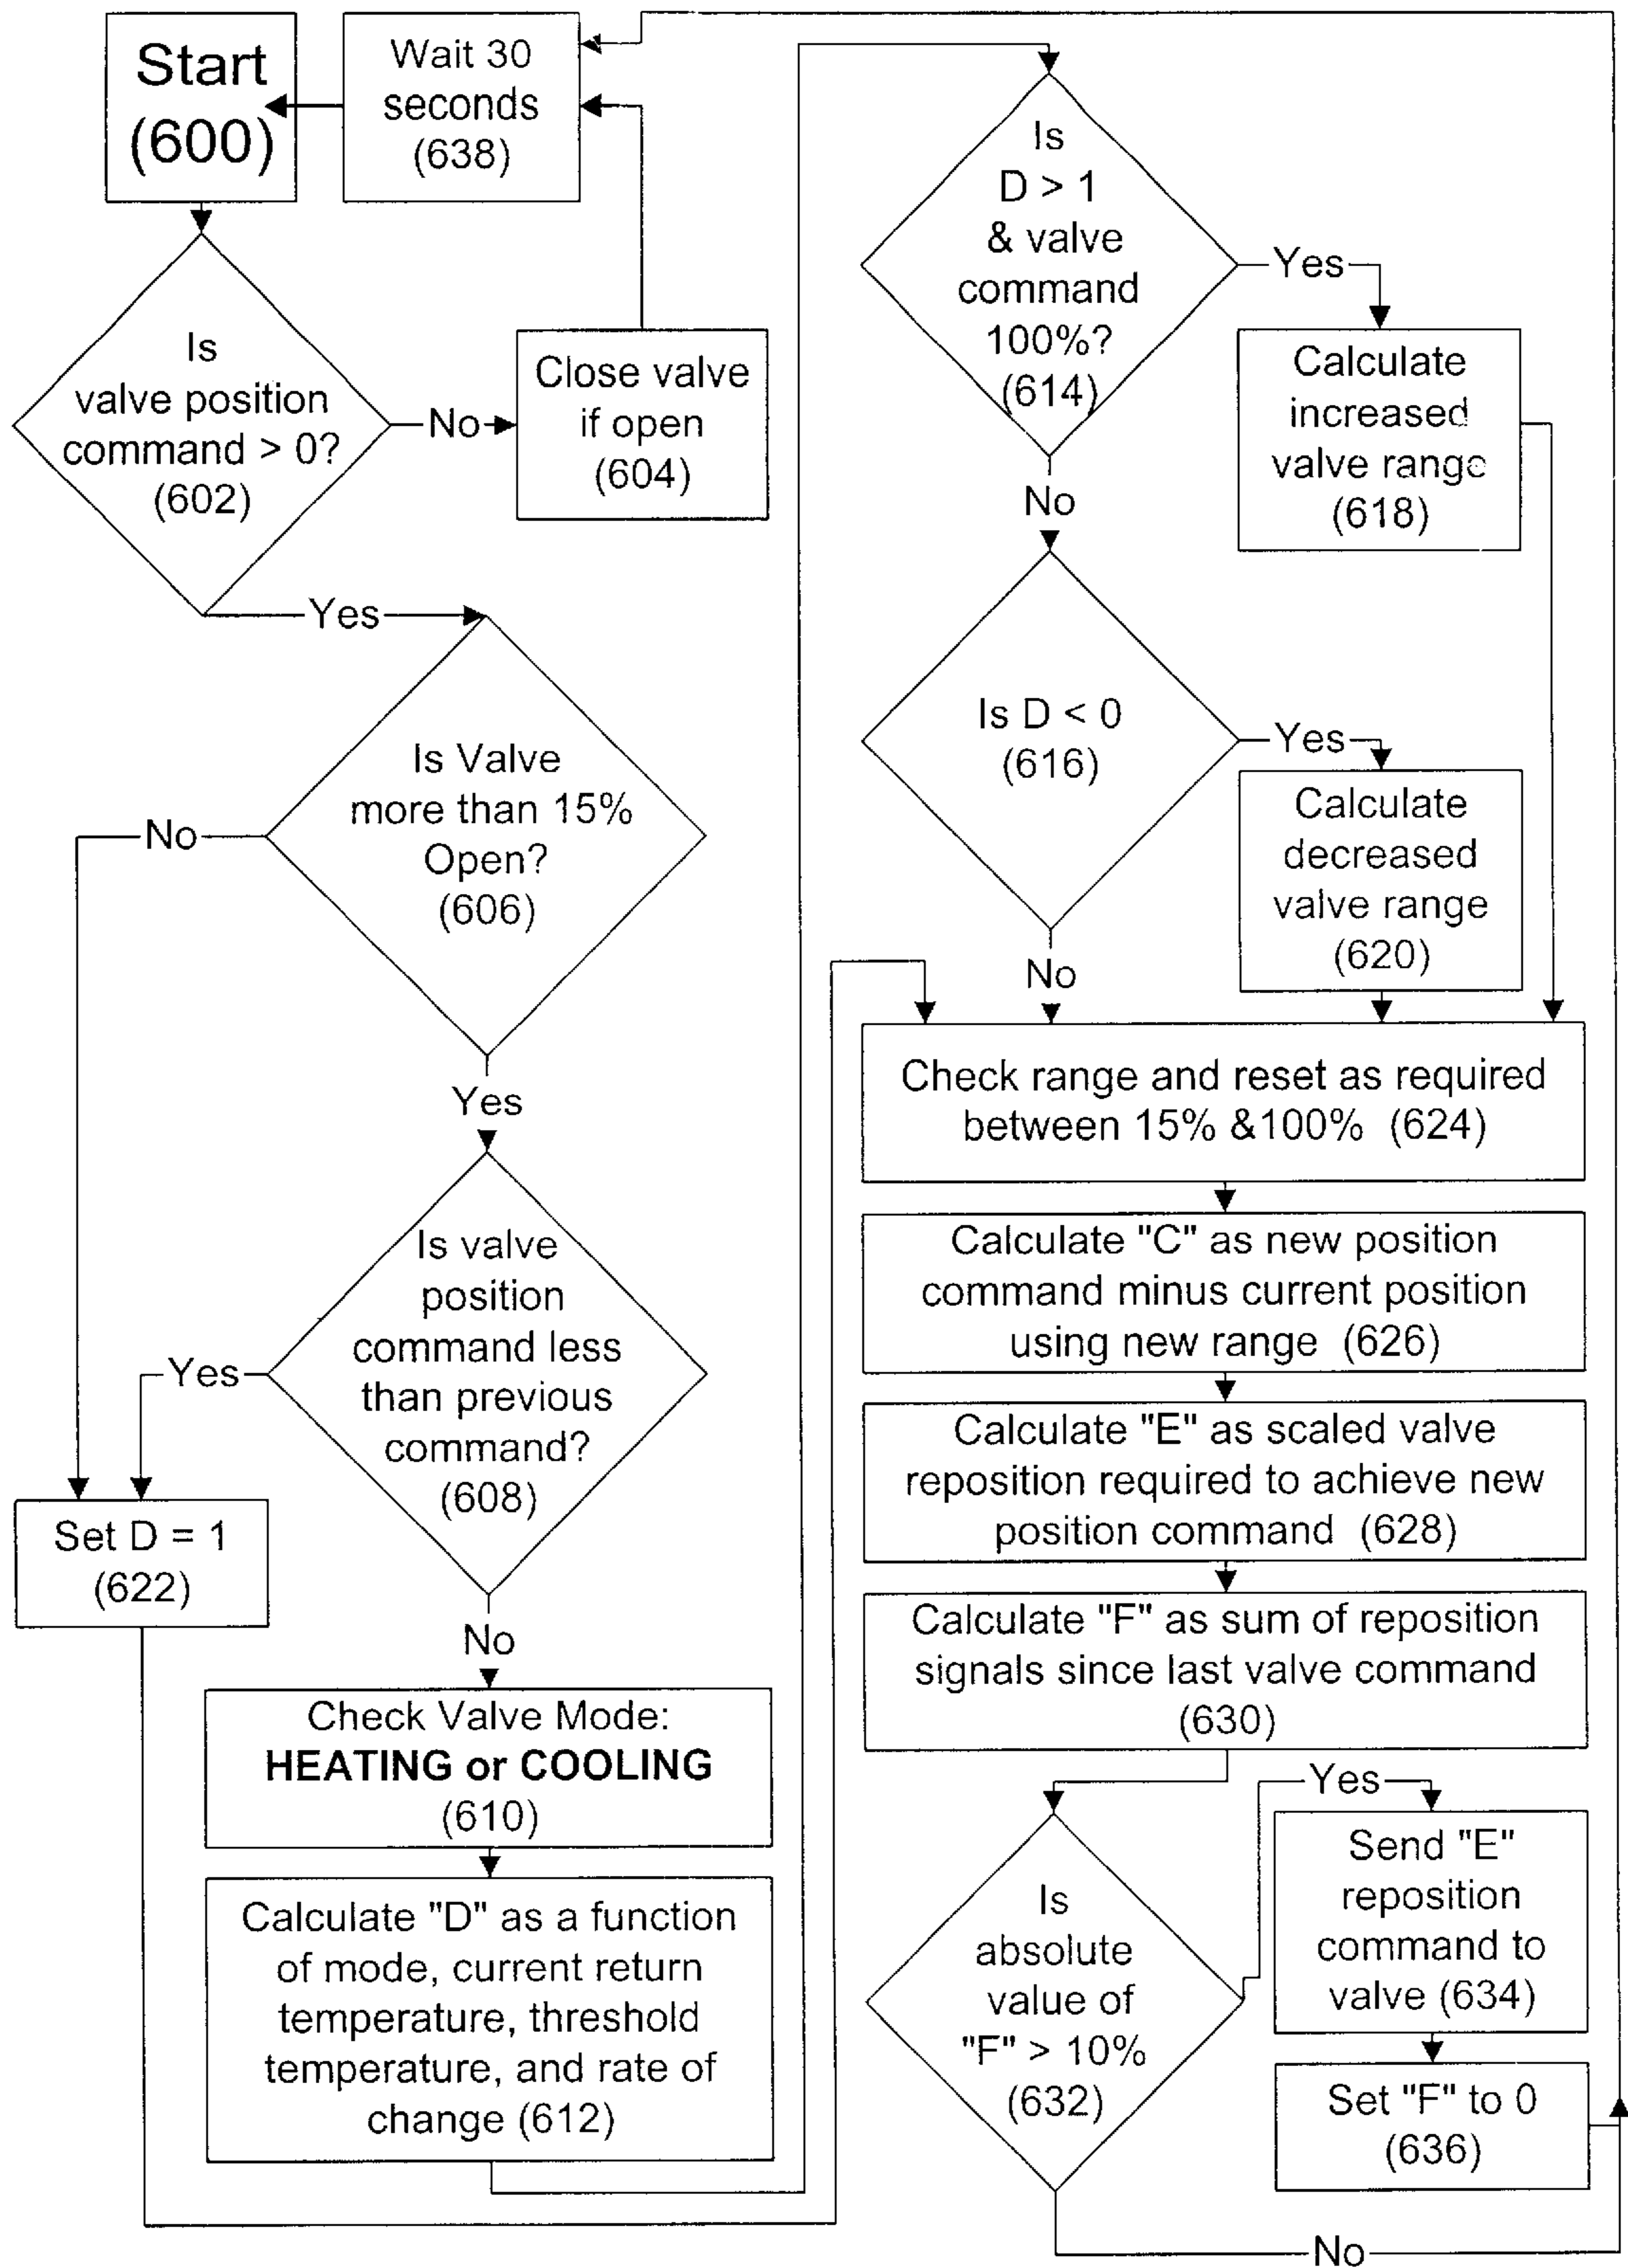 Start
(600)
Wait 30
seconds
(638)
Is
valve position
command > 0?
(602)
No
Close valve
if open
(604)
Yes
Is Valve
more than 15%
Open?
(606)
No
Yes
Is valve
position
command less
than previous
command?
(608)
Yes
Set D = 1
(622)
No
Check Valve Mode:
HEATING or COOLING
(610)
Calculate "D" as a function
of mode, current return
temperature, threshold
temperature, and rate of
change (612)
Is
D > 1
& valve
command
100%?
(614)
Yes
Calculate
increased
valve range
(618)
No
Is D < 0
(616)
Yes
Calculate
decreased
valve range
(620)
No
Check range and reset as required
between 15% &100% (624)
Calculate "C" as new position
command minus current position
using new range (626)
Calculate "E" as scaled valve
reposition required to achieve new
position command (628)
Calculate "F" as sum of reposition
signals since last valve command
(630)
Is
absolute
value of
"F" > 10%
(632)
Yes
Send "E"
reposition
command to
valve (634)
Set "F" to 0
(636)
No